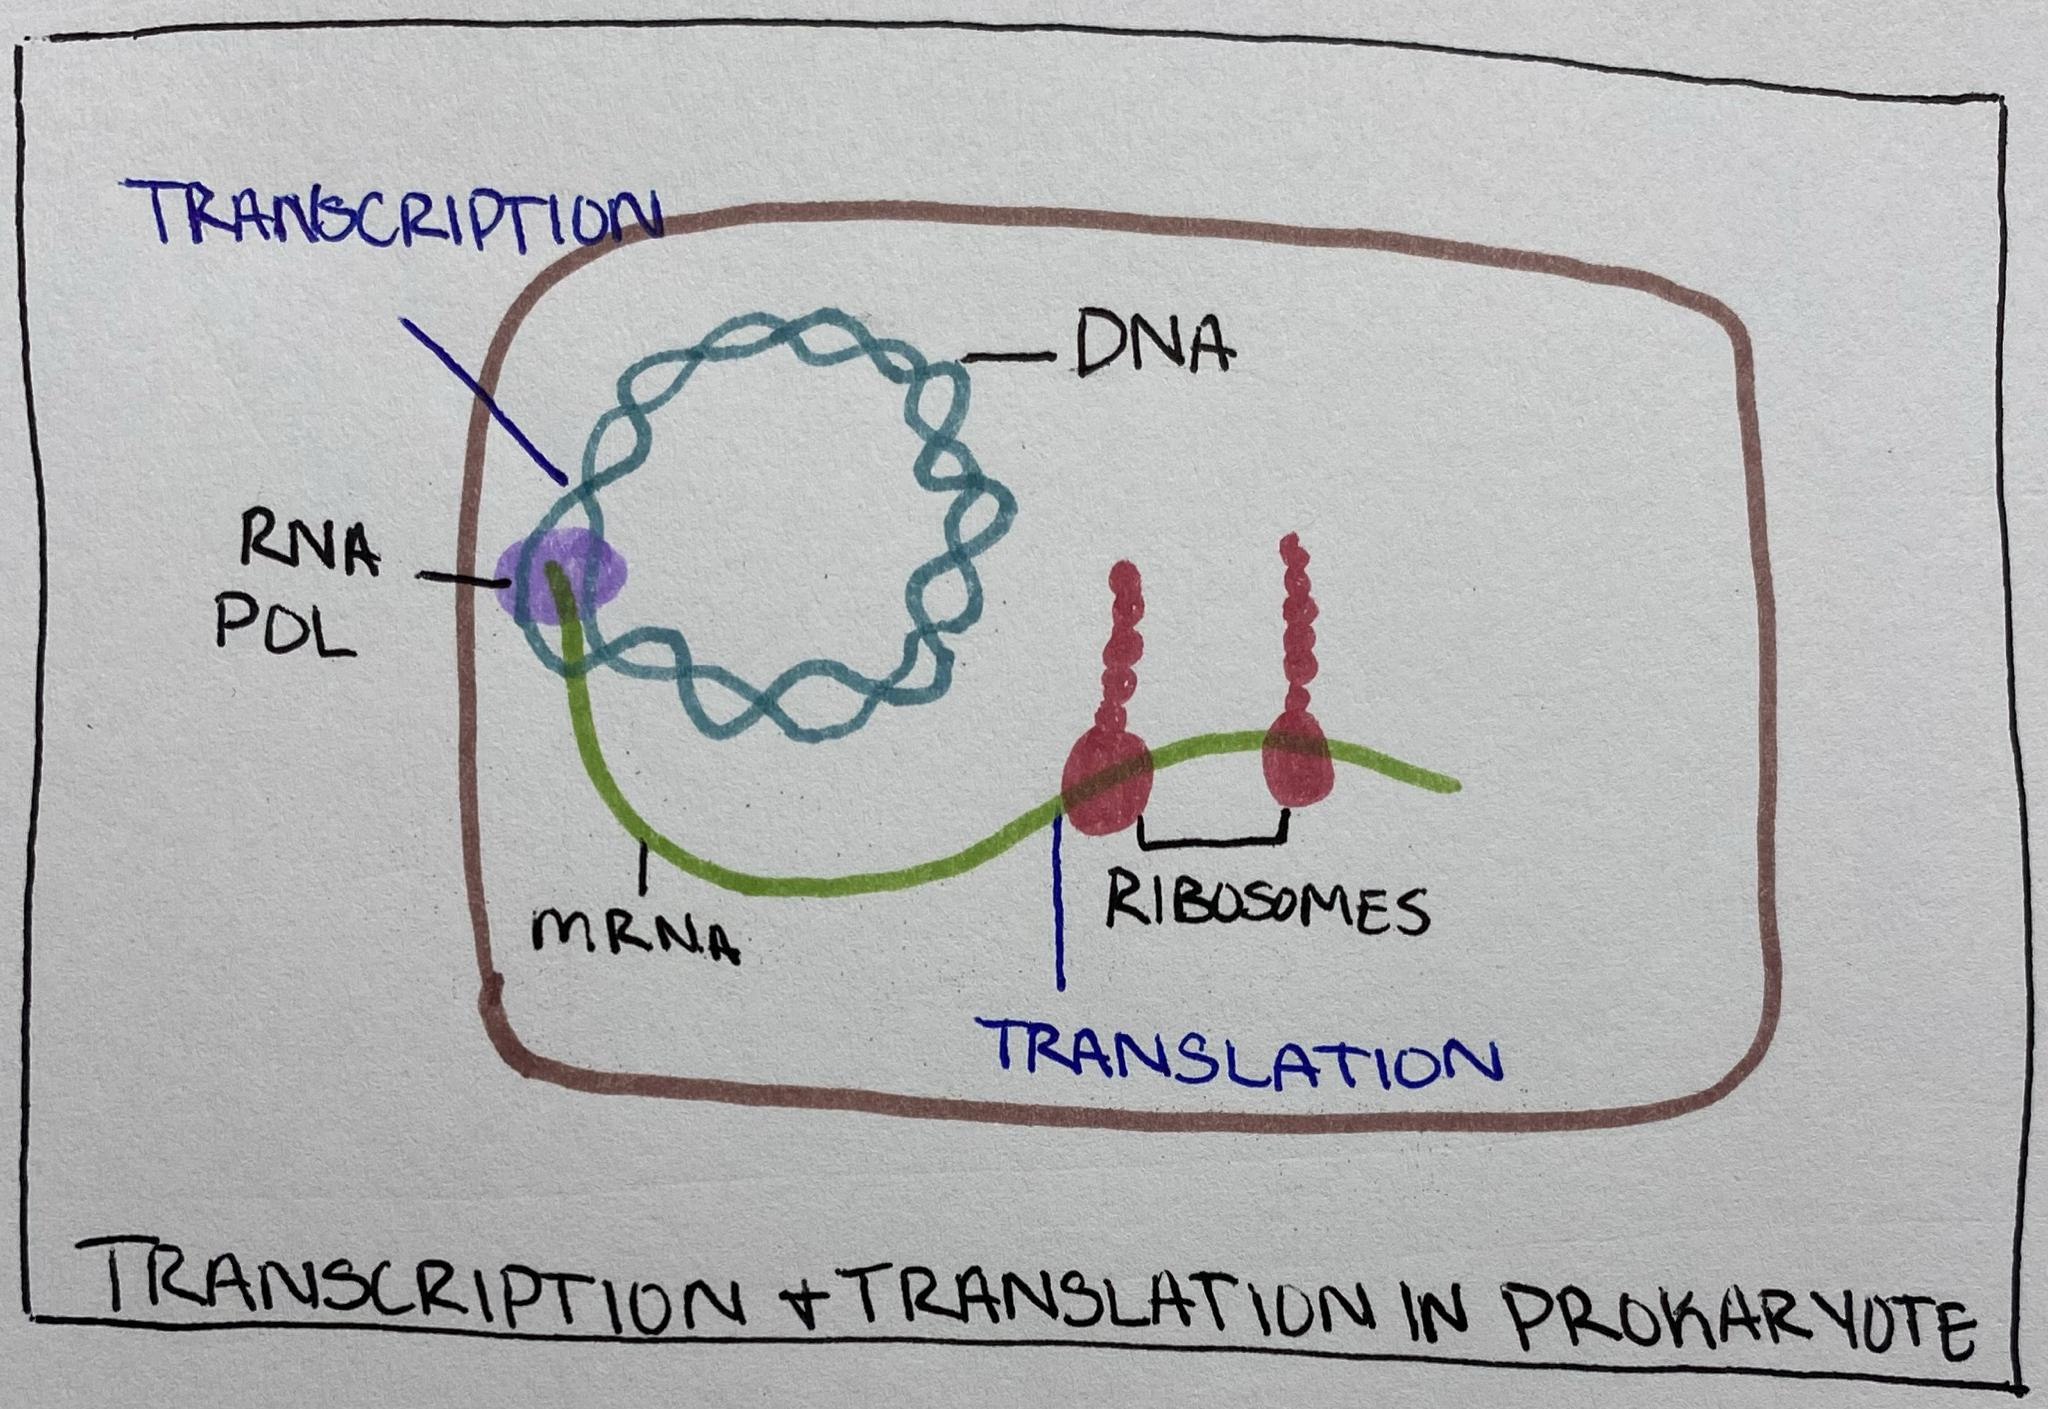 TRANSCRIPTION
DNA
RNA
POL
RIBOSOMES
mRNA
TRANSLATION
TRANSCRIPTION + TRANSLATION IN PROKARYOTE